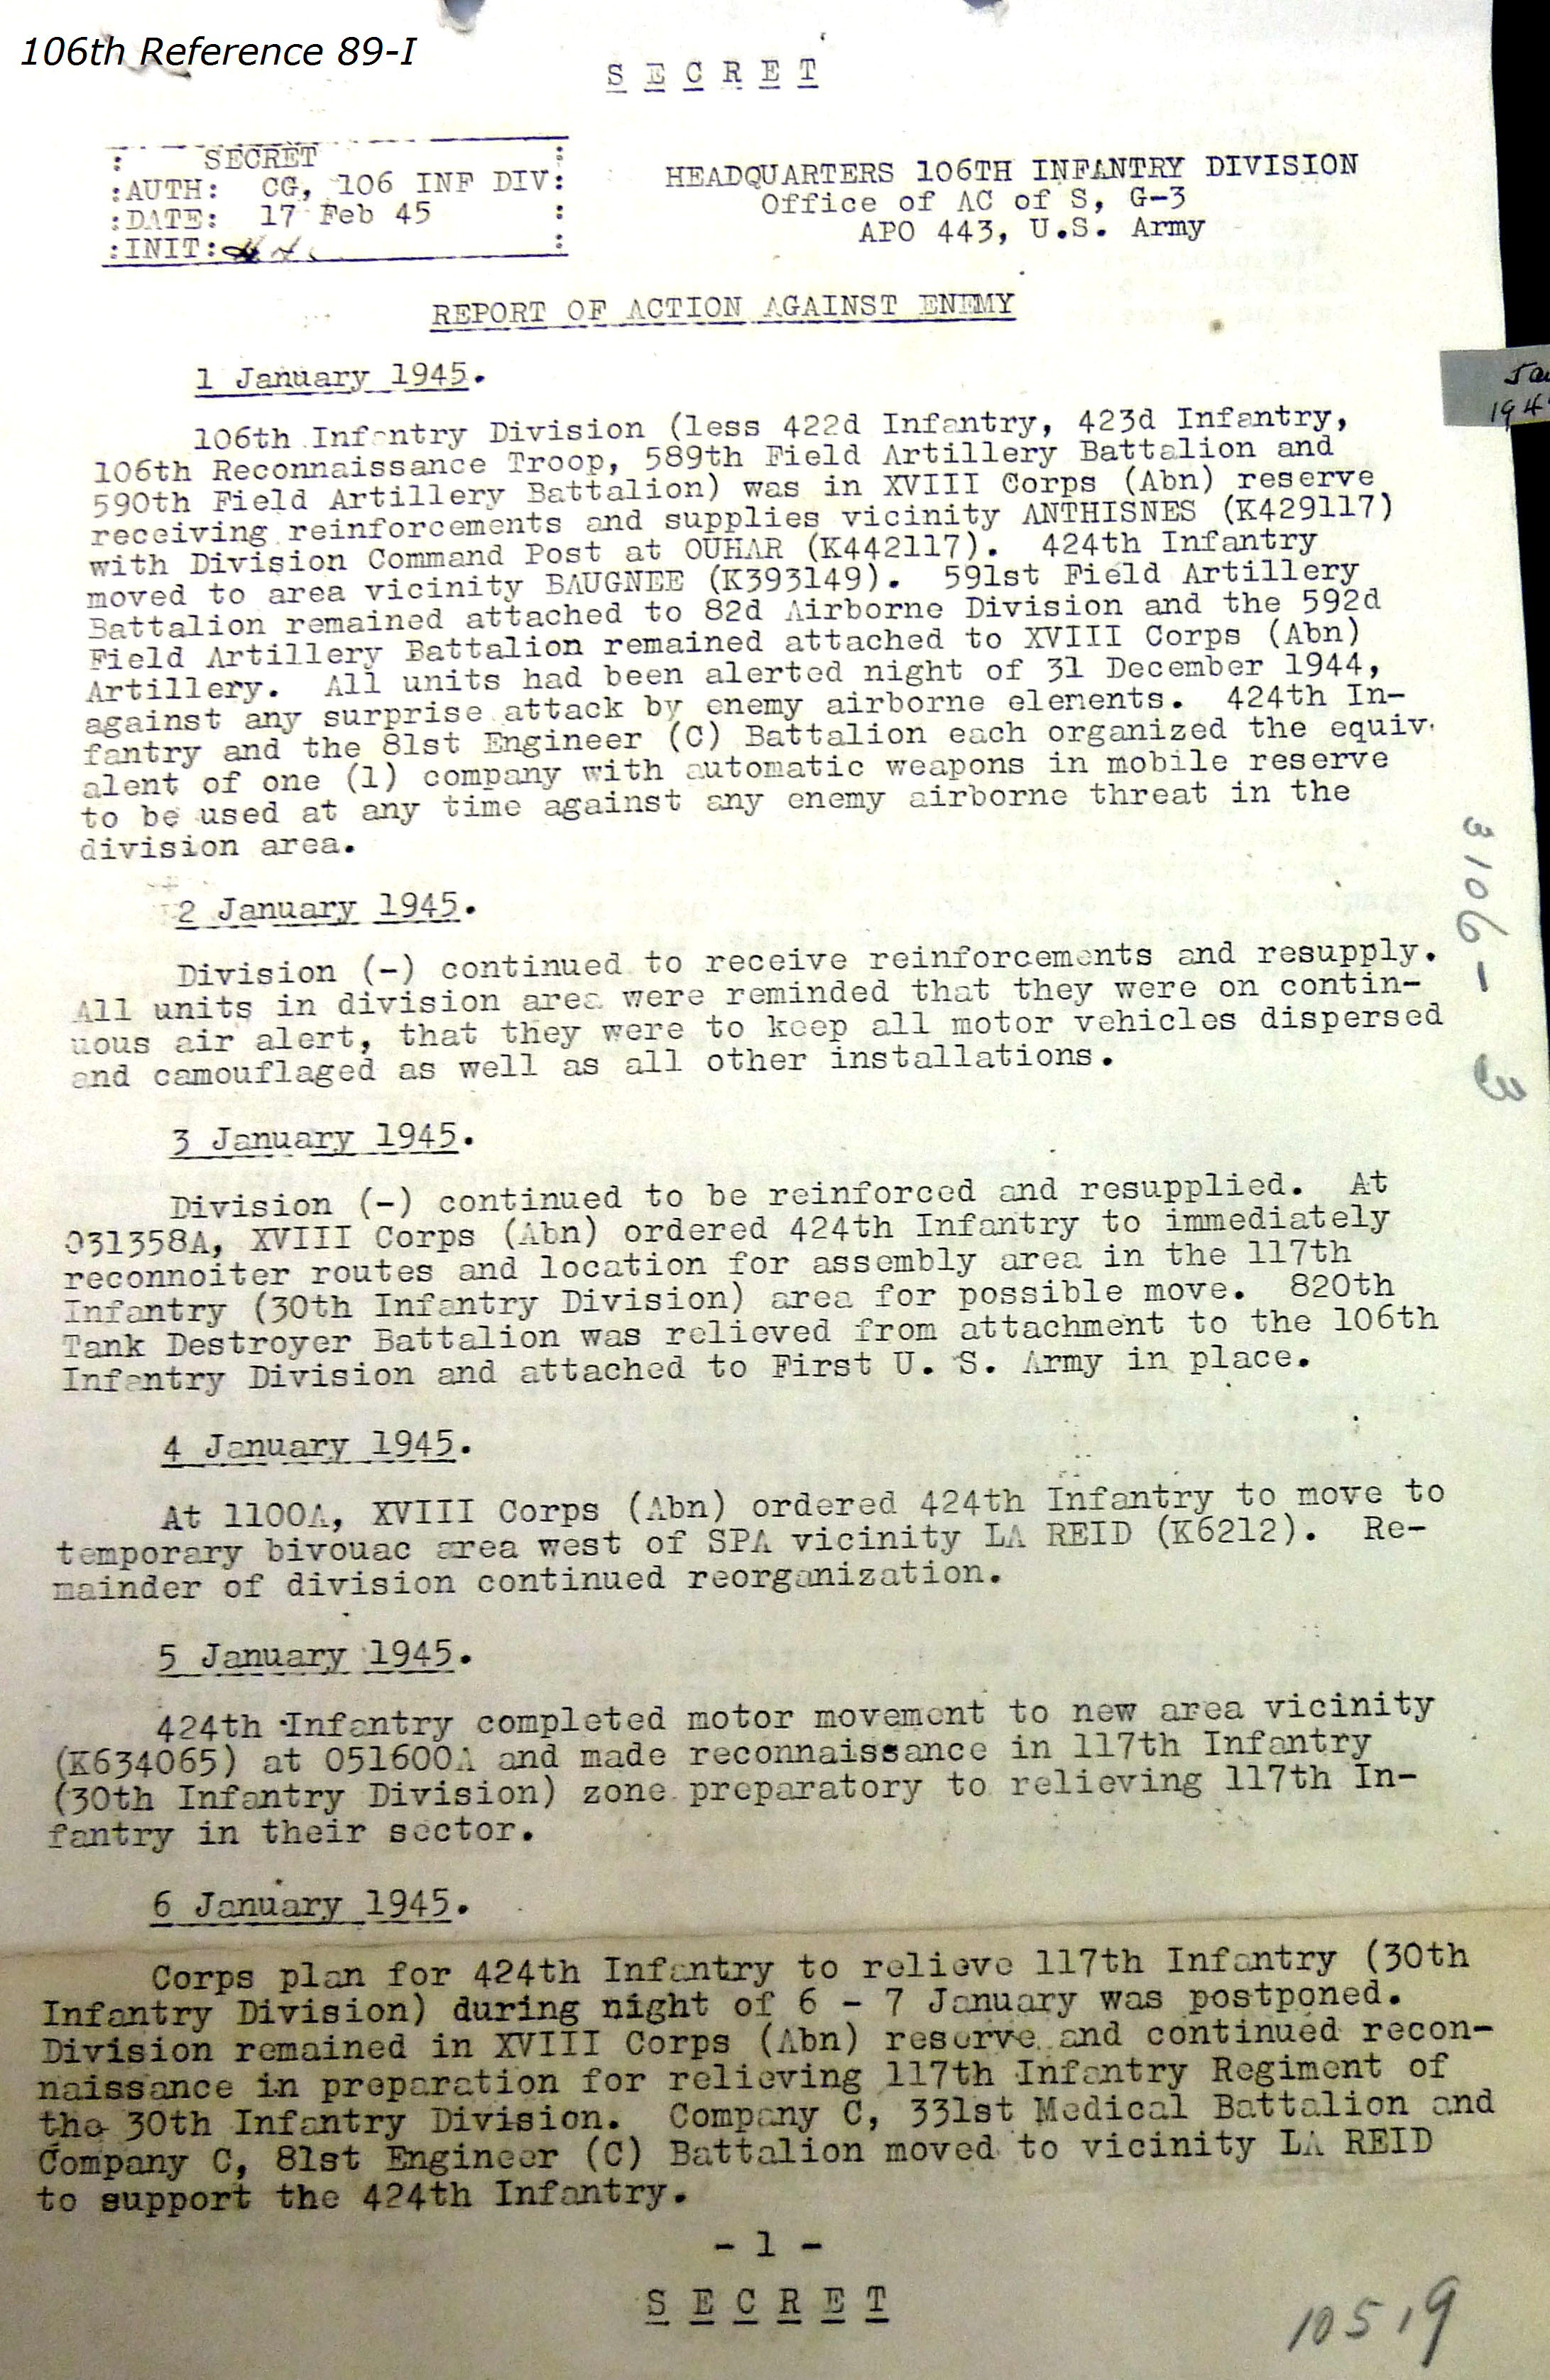 106th Reference 89-I
S E C R E T
: SECRET :
:AUTH: CG, 106 INF DIV:
:DATE: 17 Feb 45 :
:INIT: :
HEADQUARTERS 106TH INFANTRY DIVISION
Office of AC of S, G-3
APO 443, U.S. Army
REPORT OF ACTION AGAINST ENEMY
1 January 1945.
106th Infantry Division (less 422d Infantry, 423d Infantry,
106th Reconnaissance Troop, 589th Field Artillery Battalion and
590th Field Artillery Battalion) was in XVIII Corps (Abn) reserve
receiving reinforcements and supplies vicinity ANTHISNES (K429117)
with Division Command Post at OUHAR (K442117). 424th Infantry
moved to area vicinity BAUGNEE (K393149). 591st Field Artillery
Battalion remained attached to 82d Airborne Division and the 592d
Field Artillery Battalion remained attached to XVIII Corps (Abn)
Artillery. All units had been alerted night of 31 December 1944,
against any surprise attack by enemy airborne elements. 424th In-
fantry and the 81st Engineer (C) Battalion each organized the equiv-
alent of one (1) company with automatic weapons in mobile reserve
to be used at any time against any enemy airborne threat in the
division area.
2 January 1945.
Division (-) continued to receive reinforcements and resupply.
All units in division area were reminded that they were on contin-
uous air alert, that they were to keep all motor vehicles dispersed
and camouflaged as well as all other installations.
3 January 1945.
Division (-) continued to be reinforced and resupplied. At
031358A, XVIII Corps (Abn) ordered 424th Infantry to immediately
reconnoiter routes and location for assembly area in the 117th
Infantry (30th Infantry Division) area for possible move. 820th
Tank Destroyer Battalion was relieved from attachment to the 106th
Infantry Division and attached to First U. S. Army in place.
4 January 1945.
At 1100A, XVIII Corps (Abn) ordered 424th Infantry to move to
temporary bivouac area west of SPA vicinity LA REID (K6212). Re-
mainder of division continued reorganization.
5 January 1945.
424th Infantry completed motor movement to new area vicinity
(K634065) at 051600A and made reconnaissance in 117th Infantry
(30th Infantry Division) zone preparatory to relieving 117th In-
fantry in their sector.
6 January 1945.
Corps plan for 424th Infantry to relieve 117th Infantry (30th
Infantry Division) during night of 6 - 7 January was postponed.
Division remained in XVIII Corps (Abn) reserve and continued recon-
naissance in preparation for relieving 117th Infantry Regiment of
the 30th Infantry Division. Company C, 331st Medical Battalion and
Company C, 81st Engineer (C) Battalion moved to vicinity LA REID
to support the 424th Infantry.
- 1 -
S E C R E T
3106-3
10519